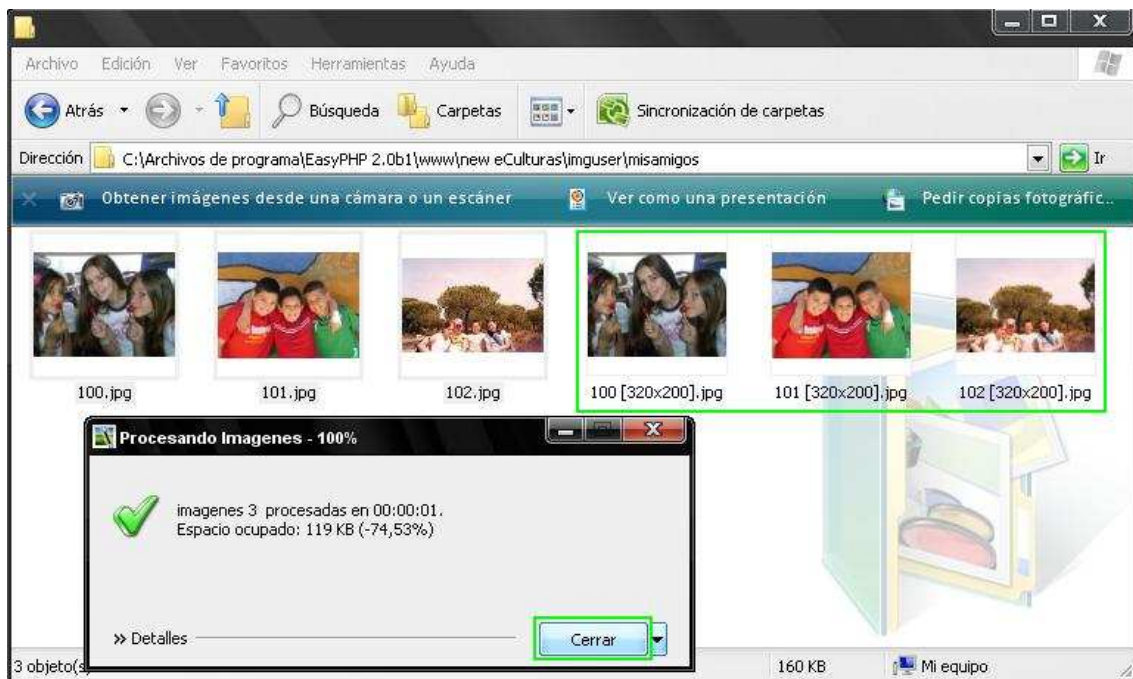 Archivo Edición Ver Favoritos Herramientas Ayuda
Atrás Búsqueda Carpetas Sincronización de carpetas
Dirección C:\Archivos de programa\EasyPHP 2.0b1\www\new eCulturas\imguser\misamigos Ir
Obtener imágenes desde una cámara o un escáner Ver como una presentación Pedir copias fotográfic...
100.jpg 101.jpg 102.jpg 100 [320x200].jpg 101 [320x200].jpg 102 [320x200].jpg
Procesando Imagenes - 100%
imagenes 3 procesadas en 00:00:01.
Espacio ocupado: 119 KB (-74,53%)
>> Detalles Cerrar
3 objeto(s 160 KB Mi equipo